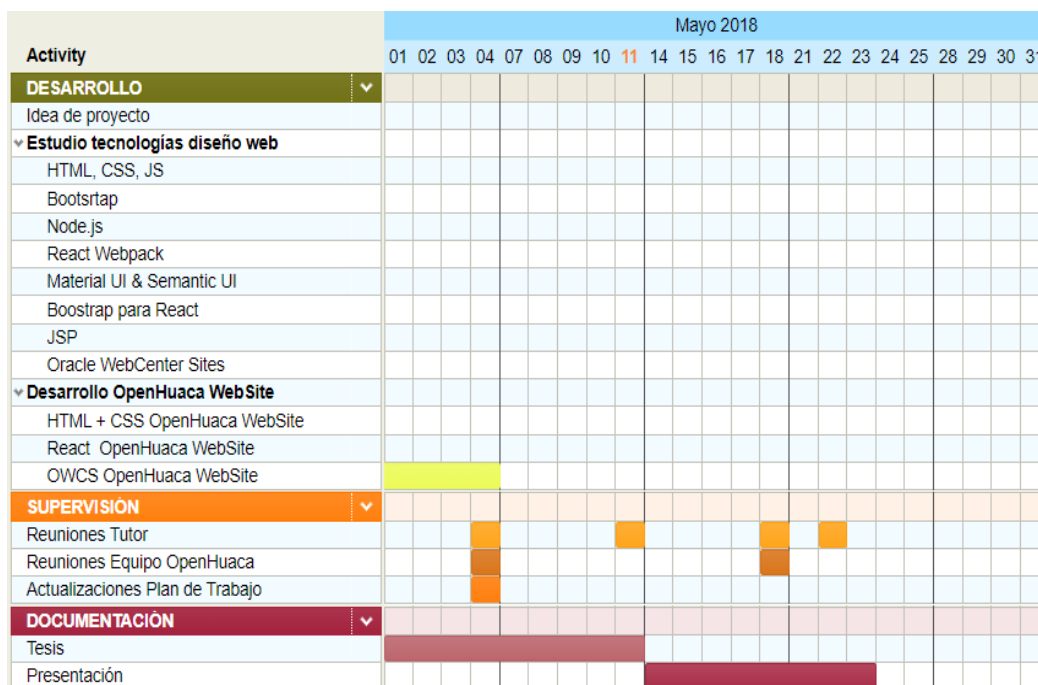 Mayo 2018
Activity 01 02 03 04 07 08 09 10 11 14 15 16 17 18 21 22 23 24 25 28 29 30 31
DESARROLLO
Idea de proyecto
Estudio tecnologías diseño web
HTML, CSS, JS
Bootsrtap
Node.js
React Webpack
Material UI & Semantic UI
Boostrap para React
JSP
Oracle WebCenter Sites
Desarrollo OpenHuaca WebSite
HTML + CSS OpenHuaca WebSite
React OpenHuaca WebSite
OWCS OpenHuaca WebSite
SUPERVISIÓN
Reuniones Tutor
Reuniones Equipo OpenHuaca
Actualizaciones Plan de Trabajo
DOCUMENTACIÓN
Tesis
Presentación